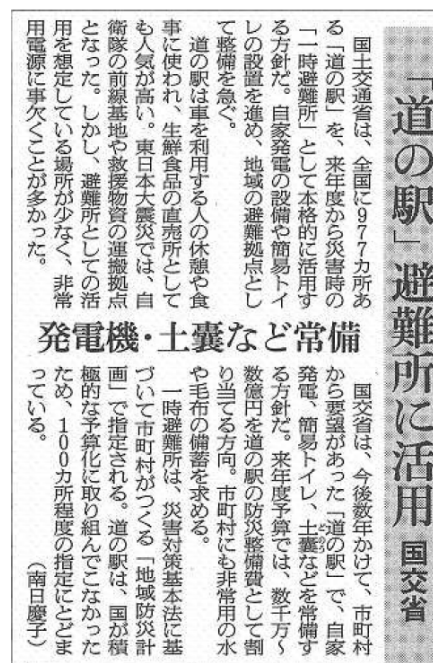 「道の駅」避難所に活用 国交省
発電機・土嚢など常備
国土交通省は、全国に977カ所あ
る「道の駅」を、来年度から災害時の
「一時避難所」として本格的に活用す
る方針だ。自家発電の設備や簡易トイ
レの設置を進め、地域の避難拠点とし
て整備を急ぐ。
道の駅は車を利用する人の休憩や食
事に使われ、生鮮食品の直売所として
も人気が高い。東日本大震災では、自
衛隊の前線基地や救援物資の運搬拠点
となった。しかし、避難所としての活
用を想定している場所が少なく、非常
用電源に事欠くことが多かった。
国交省は、今後数年かけて、市町村
から要望があった「道の駅」で、自家
発電、簡易トイレ、土嚢などを常備す
る方針だ。来年度予算では、数千万〜
数億円を道の駅の防災整備費として割
り当てる方向。市町村にも非常用の水
や毛布の備蓄を求める。
一時避難所は、災害対策基本法に基
づいて市町村がつくる「地域防災計
画」で指定される。道の駅は、国が積
極的な予算化に取り組んでこなかった
ため、100カ所程度の指定にとどま
っている。
（南日慶子）